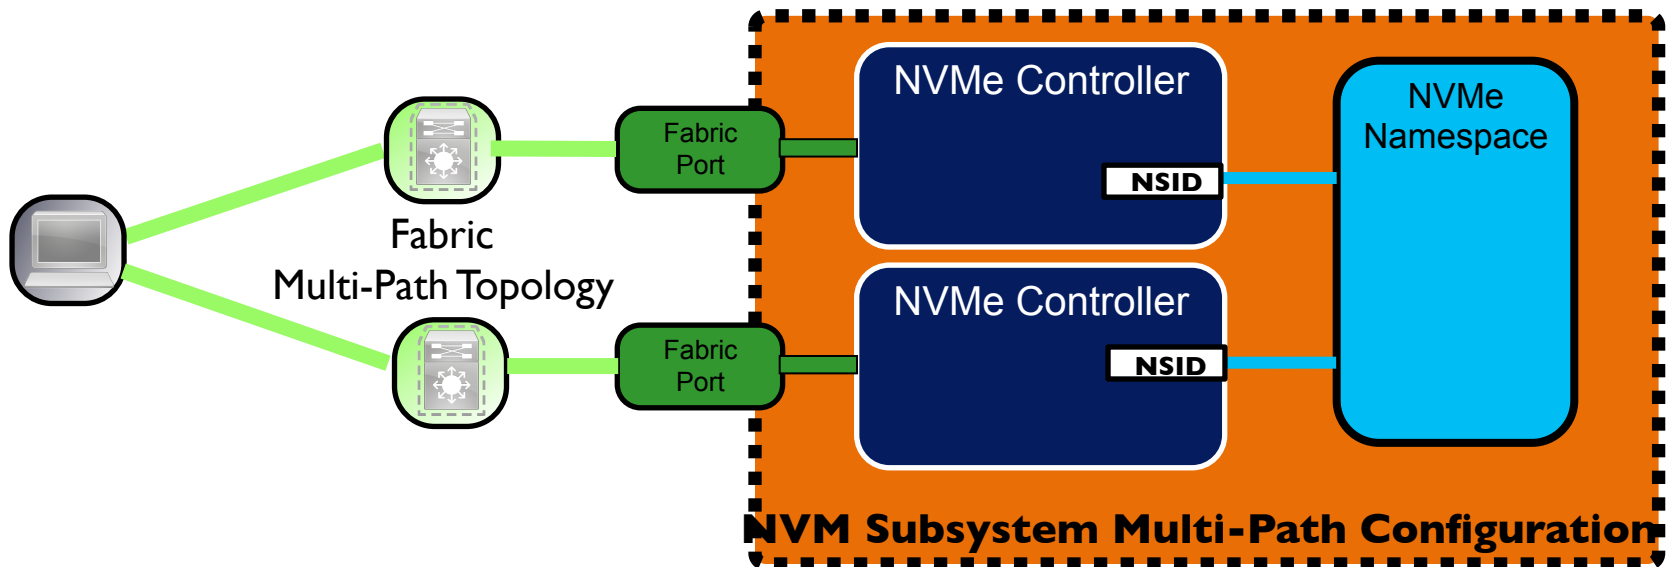 NVMe Controller
NVMe
Namespace
Fabric
Port
NSID
Fabric
Multi-Path Topology
NVMe Controller
Fabric
Port
NSID
NVM Subsystem Multi-Path Configuration